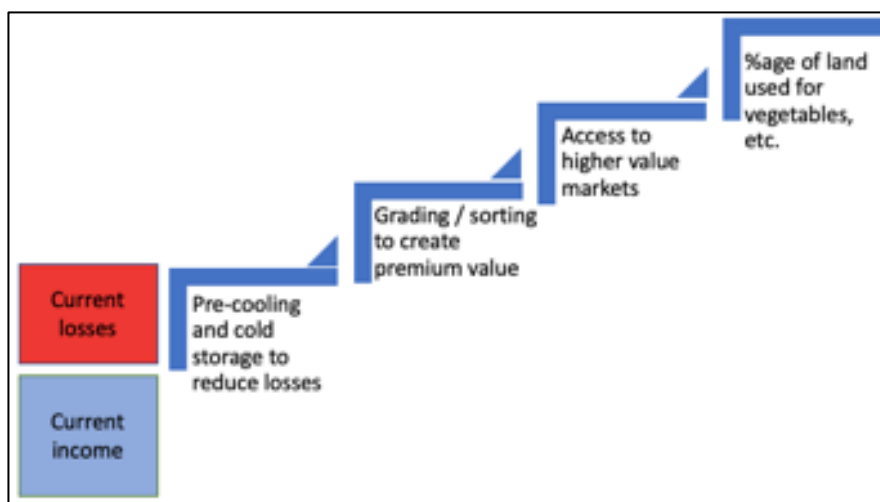 Current
losses
Current
income
Pre-cooling
and cold
storage to
reduce losses
Grading / sorting
to create
premium value
Access to
higher value
markets
%age of land
used for
vegetables,
etc.